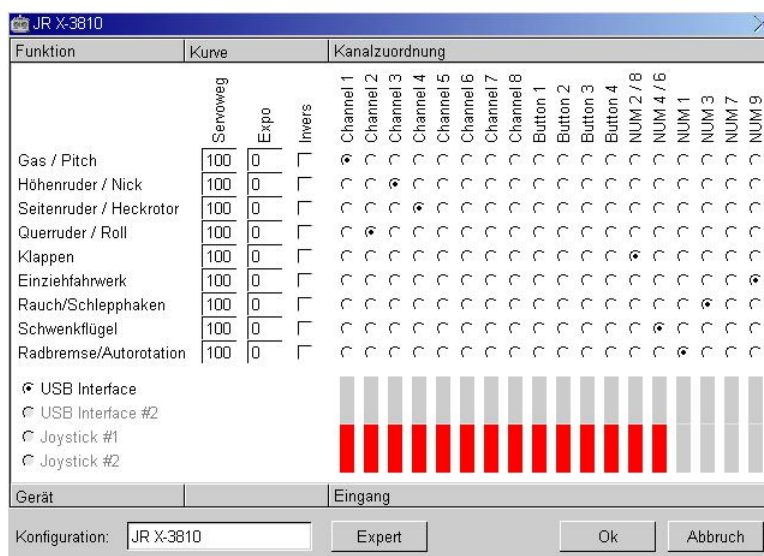 JR X-3810
Funktion Kurve Kanalzuordnung
Servoweg Expo Invers Channel 1 Channel 2 Channel 3 Channel 4 Channel 5 Channel 6 Channel 7 Channel 8 Button 1 Button 2 Button 3 Button 4 NUM 2 / 8 NUM 4 / 6 NUM 1 NUM 3 NUM 7 NUM 9
Gas / Pitch 100 0
Höhenruder / Nick 100 0
Seitenruder / Heckrotor 100 0
Querruder / Roll 100 0
Klappen 100 0
Einziehfahrwerk 100 0
Rauch/Schlepphaken 100 0
Schwenkflügel 100 0
Radbremse/Autorotation 100 0
USB Interface
USB Interface #2
Joystick #1
Joystick #2
Gerät Eingang
Konfiguration: JR X-3810 Expert Ok Abbruch